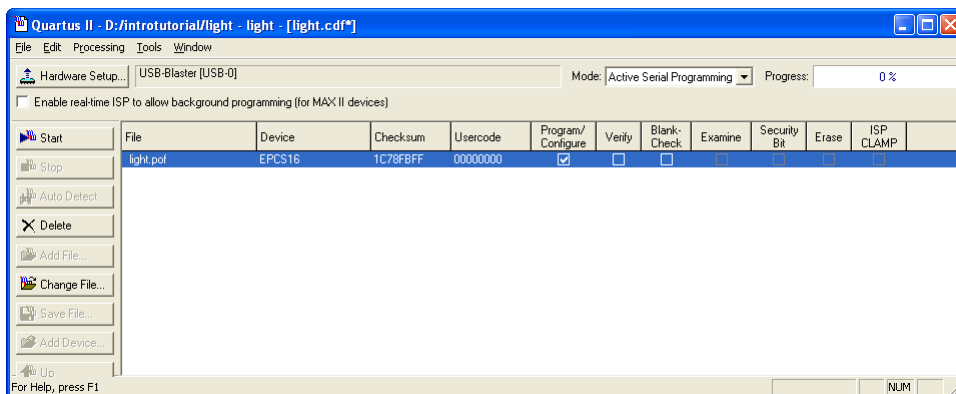 Quartus II - D:/introtutorial/light - light - [light.cdf*]
File Edit Processing Tools Window
Hardware Setup... USB-Blaster [USB-0] Mode: Active Serial Programming Progress: 0 %
Enable real-time ISP to allow background programming (for MAX II devices)
Start
Stop
Auto Detect
Delete
Add File...
Change File...
Save File...
Add Device...
Up
File Device Checksum Usercode Program/ Configure Verify Blank- Check Examine Security Bit Erase ISP CLAMP
light.pof EPCS16 1C78FBFF 00000000
For Help, press F1 NUM